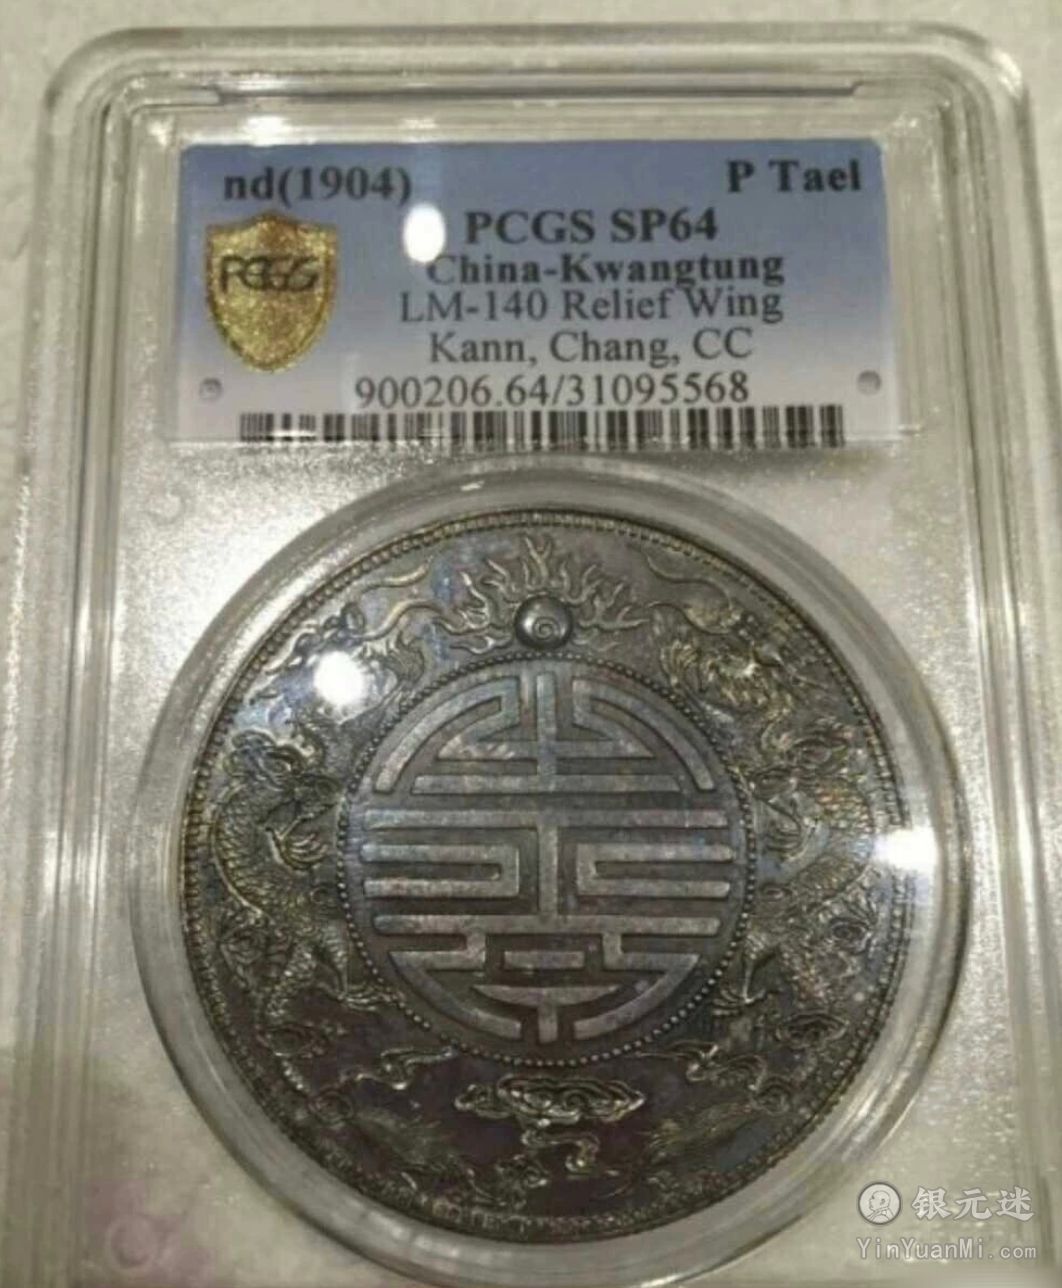 nd(1904) P Tael
PCGS SP64
PCGS
China-Kwangtung
LM-140 Relief Wing
Kann, Chang, CC
900206.64/31095568
银元迷
YinYuanMi.com